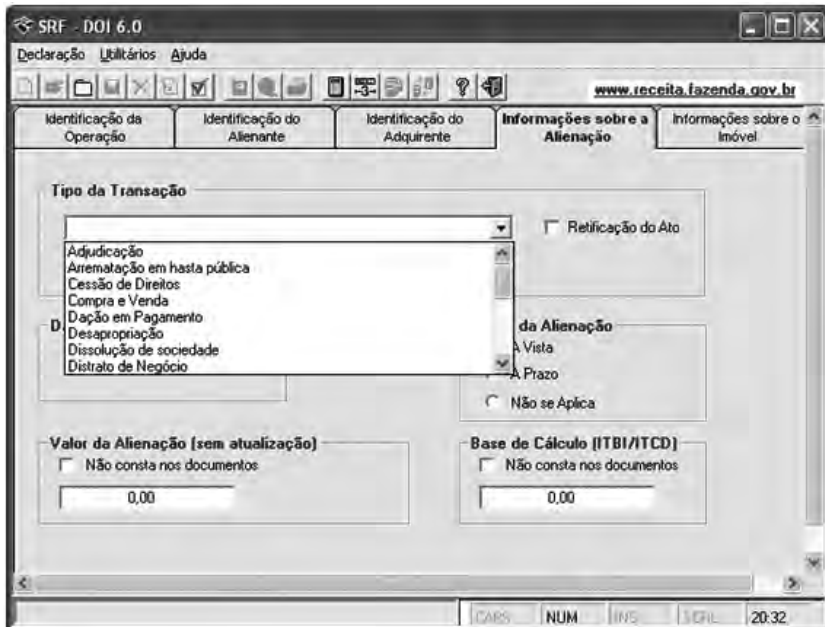 SRF - DOI 6.0
Declaração Utilitários Ajuda
www.receita.fazenda.gov.br
Identificação da Operação
Identificação do Alienante
Identificação do Adquirente
Informações sobre a Alienação
Informações sobre o Imóvel
Tipo da Transação
Retificação do Ato
Adjudicação
Arrematação em hasta pública
Cessão de Direitos
Compra e Venda
Dação em Pagamento
Desapropriação
Dissolução de sociedade
Distrato de Negócio
da Alienação
A Vista
A Prazo
Não se Aplica
Valor da Alienação (sem atualização)
Não consta nos documentos
0,00
Base de Cálculo (ITBI/ITCD)
Não consta nos documentos
0,00
CAPS NUM INS SCRL 20:32